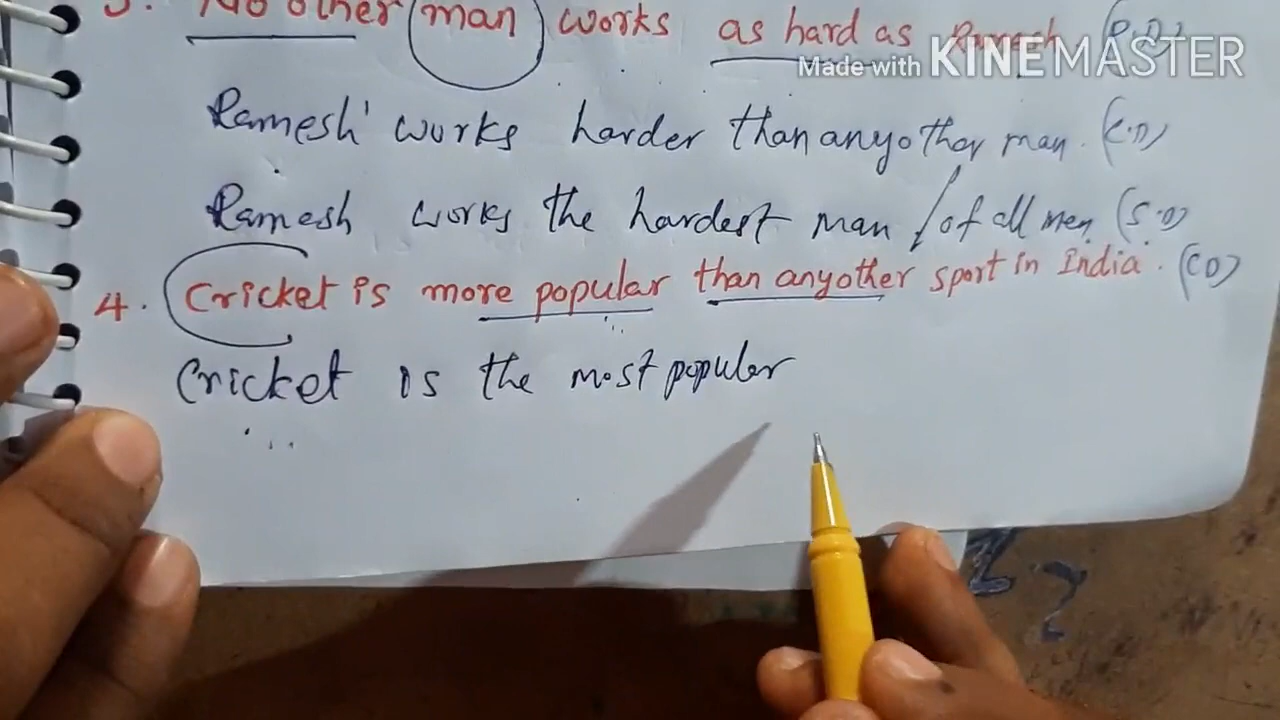 3. No other man works as hard as Ramesh (P.D)
Made with KINEMASTER
Ramesh works harder than anyother man. (C.D)
Ramesh works the hardest man / of all men (S.D)
4. Cricket is more popular than anyother sport in India. (CD)
Cricket is the most popular